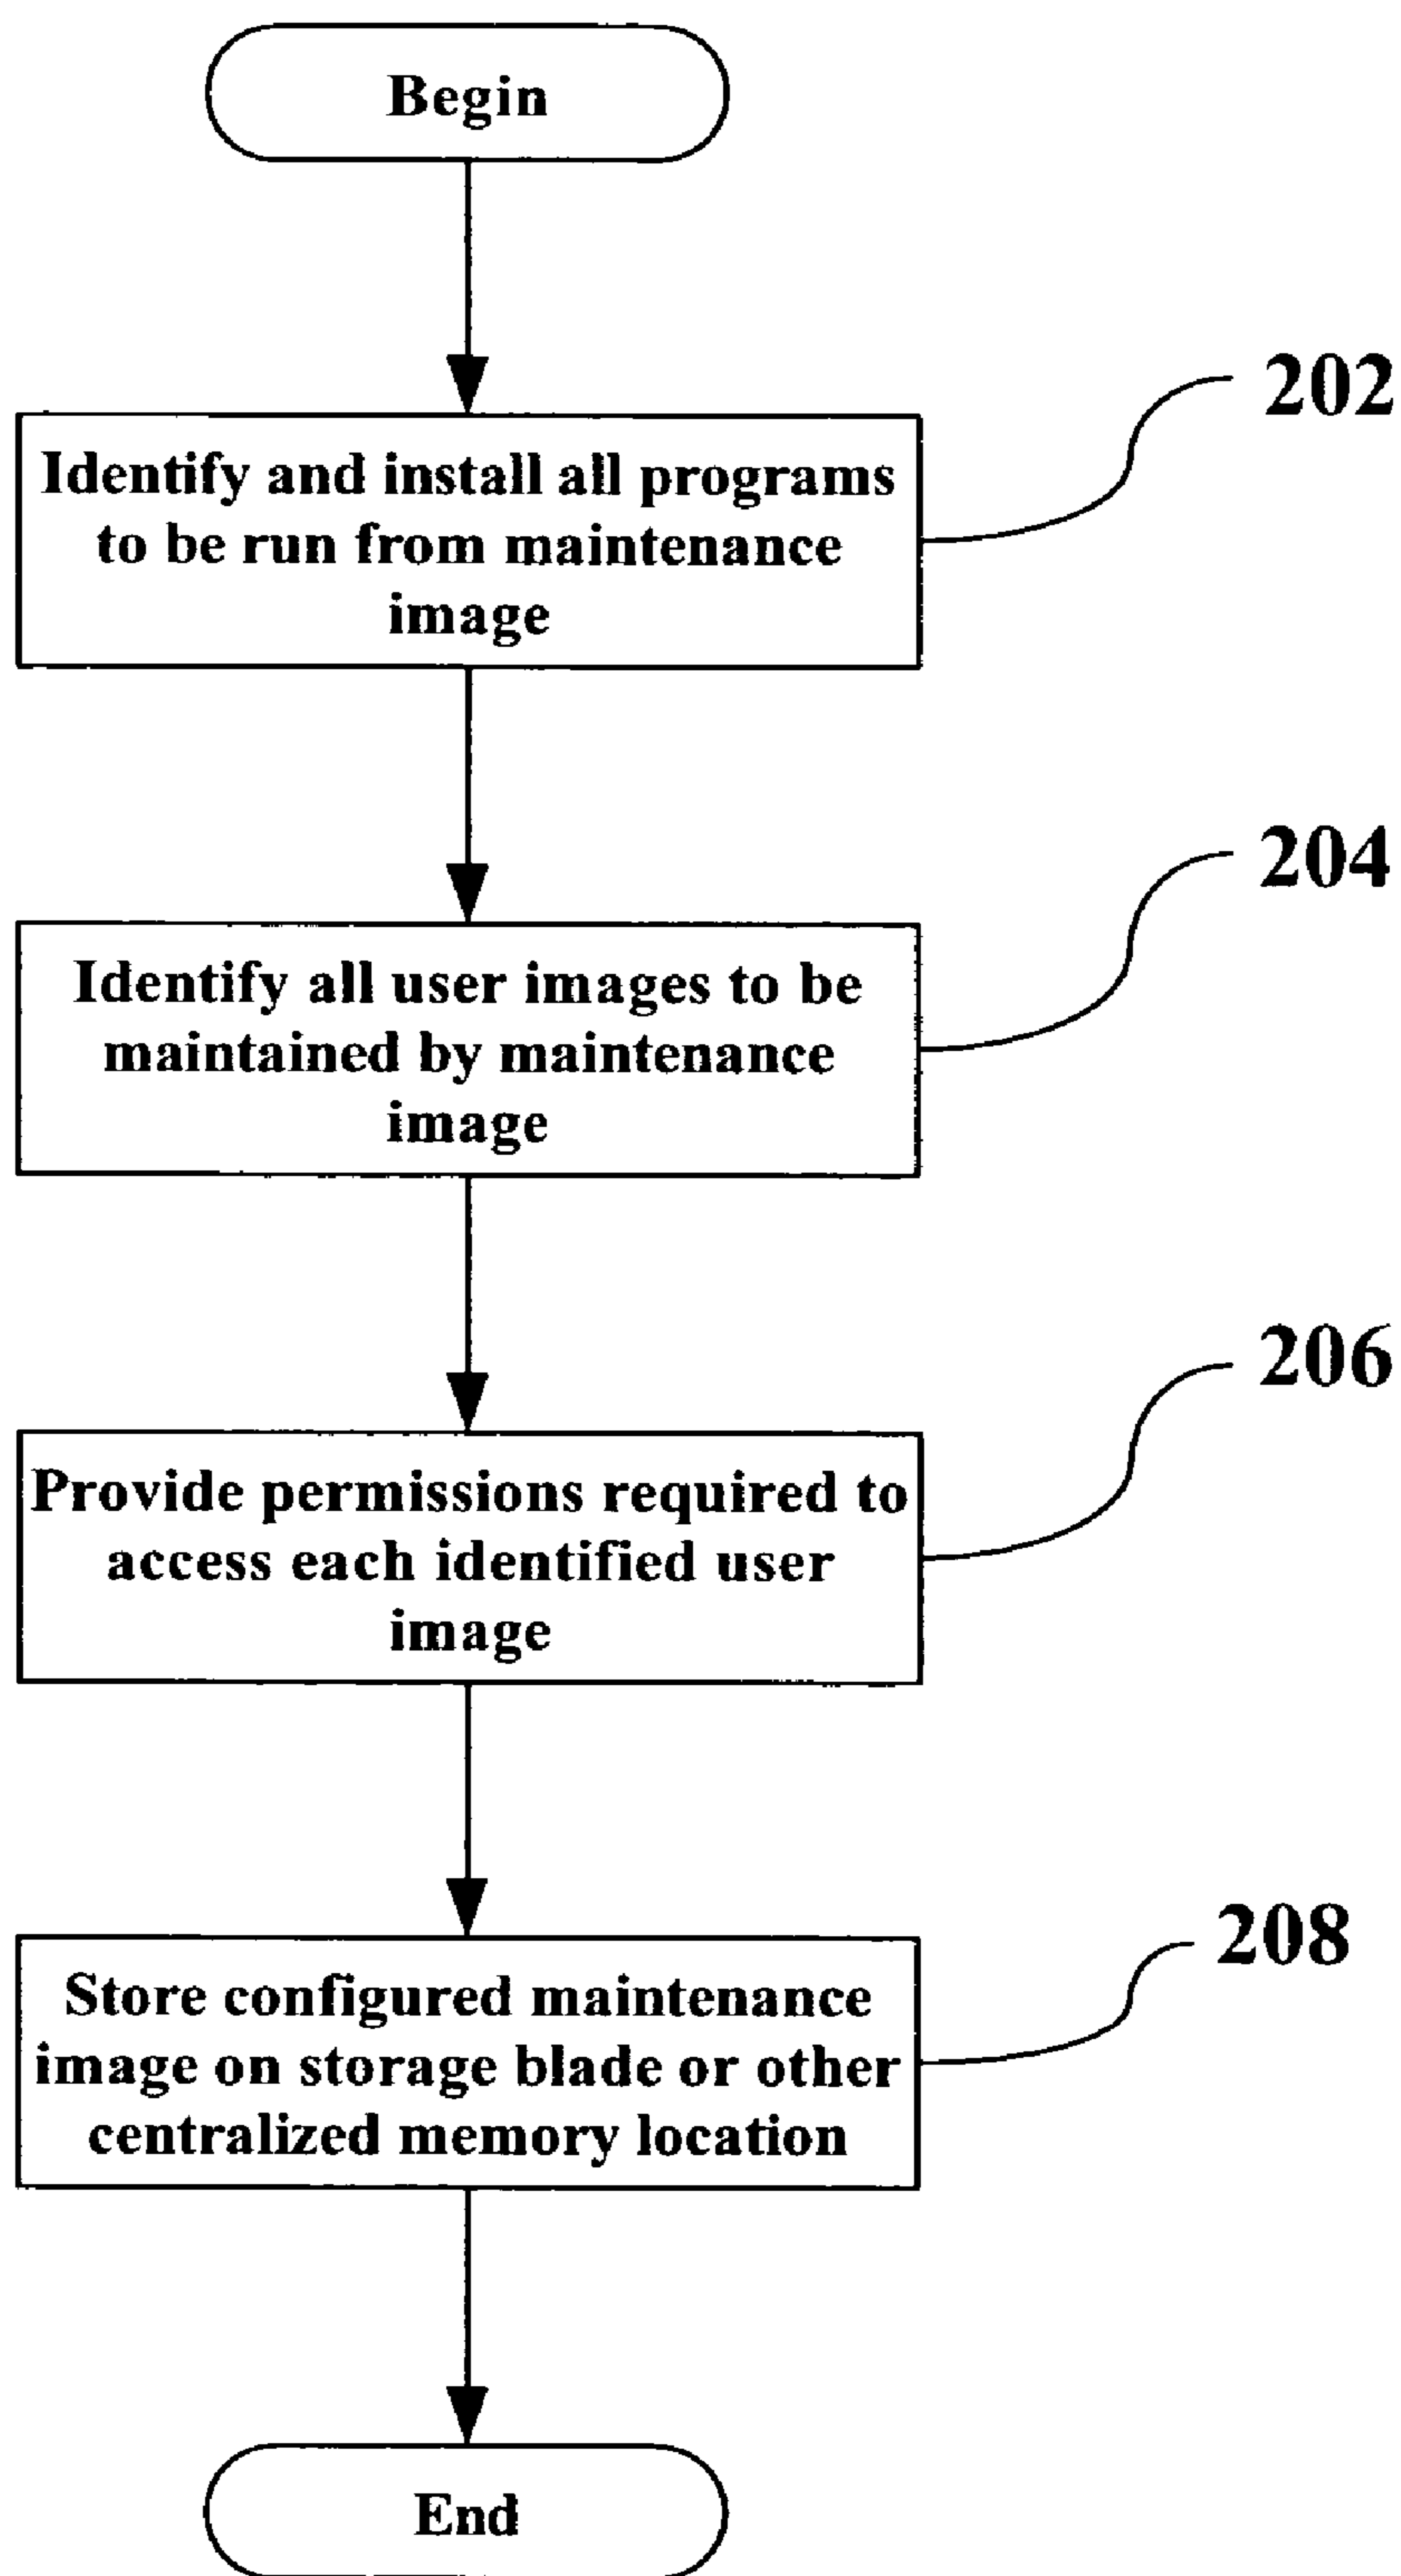 Begin
202
Identify and install all programs
to be run from maintenance
image
204
Identify all user images to be
maintained by maintenance
image
206
Provide permissions required to
access each identified user
image
208
Store configured maintenance
image on storage blade or other
centralized memory location
End